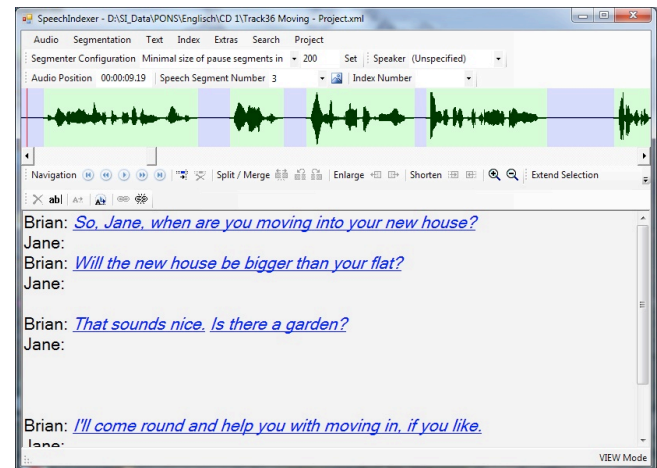 SpeechIndexer - D:\SI_Data\PONS\Englisch\CD 1\Track36 Moving - Project.xml
Audio Segmentation Text Index Extras Search Project
Segmenter Configuration Minimal size of pause segments in 200 Set Speaker (Unspecified)
Audio Position 00:00:09.19 Speech Segment Number 3 Index Number
Navigation Split / Merge Enlarge Shorten Extend Selection
abl A±
Brian: So, Jane, when are you moving into your new house?
Jane:
Brian: Will the new house be bigger than your flat?
Jane:
Brian: That sounds nice. Is there a garden?
Jane:
Brian: I'll come round and help you with moving in, if you like.
Jane:
VIEW Mode